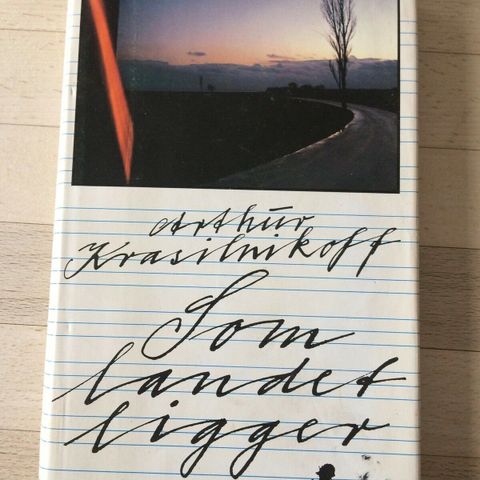 Arthur
Krasilnikoff
Som
landet
ligger